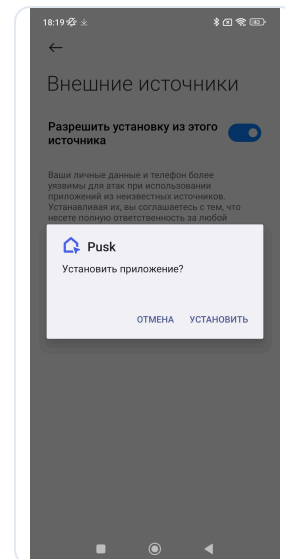 18:19
42
Внешние источники
Разрешить установку из этого
источника
Ваши личные данные и телефон более
уязвимы для атак при использовании
приложений из неизвестных источников.
Устанавливая их, вы соглашаетесь с тем, что
несете полную ответственность за любой
Pusk
Установить приложение?
ОТМЕНА УСТАНОВИТЬ